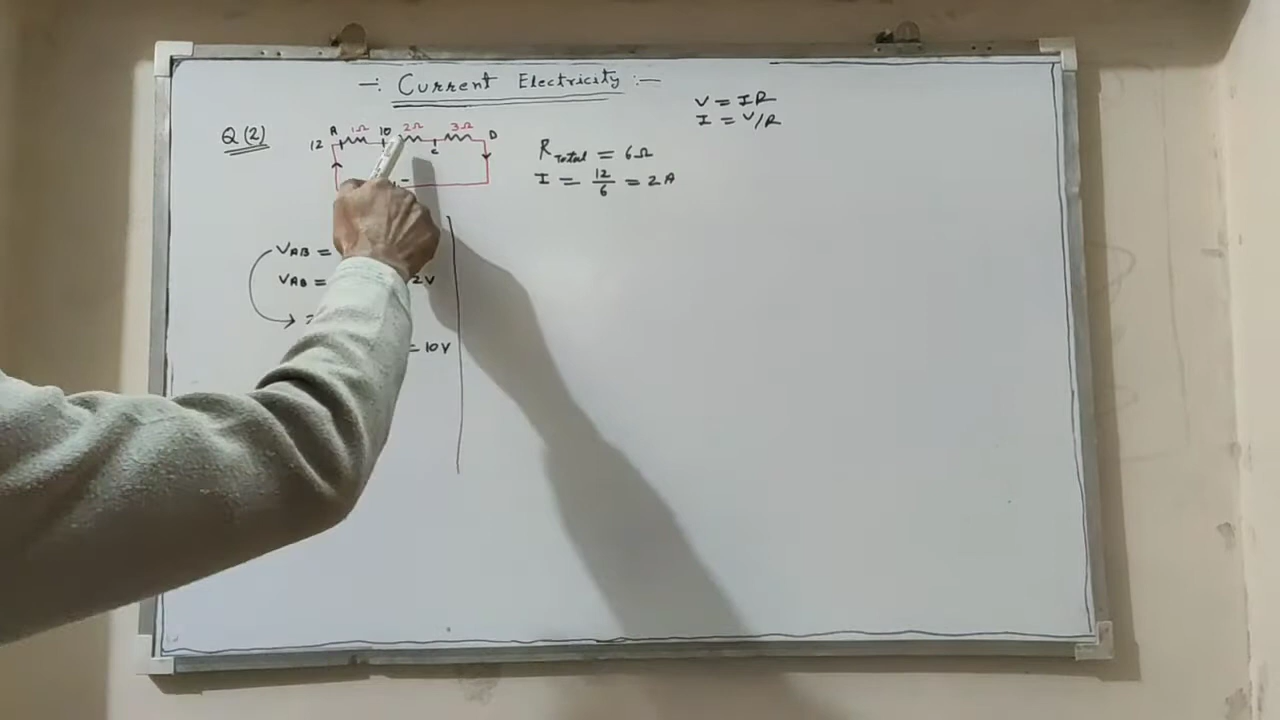 -: Current Electricity :-
V = IR
I = V/R
Q (2)
A 1Ω 10 2Ω 3Ω D
12
C
R Total = 6Ω
I = 12/6 = 2A
VAB =
VAB = 2V
= 10V